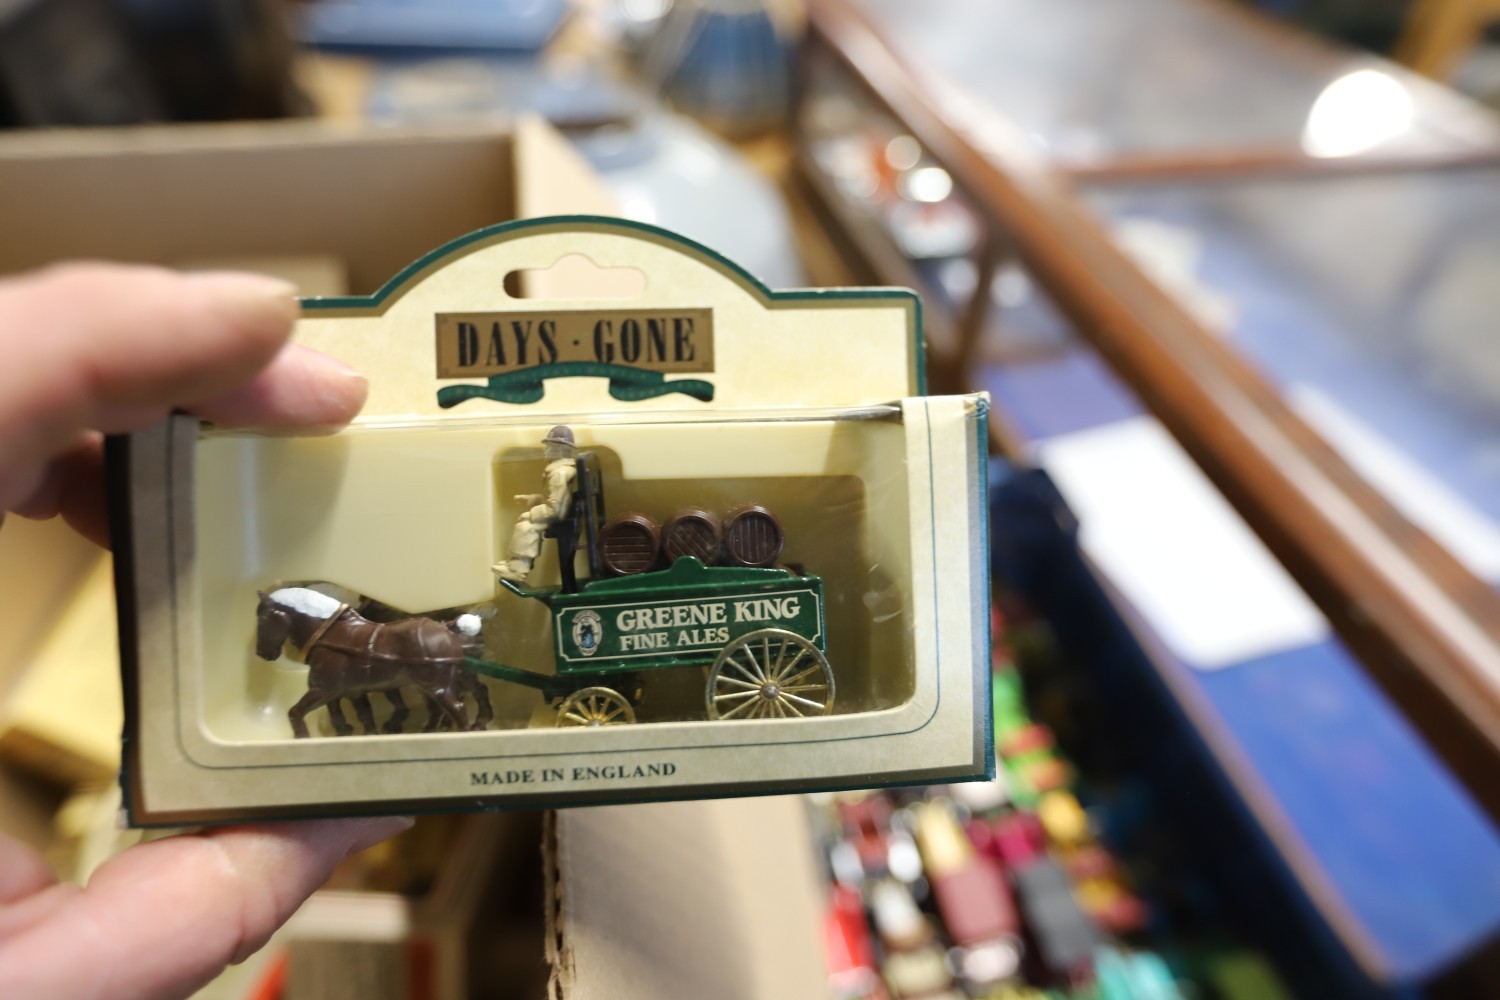 DAYS · GONE
GREENE KING
FINE ALES
MADE IN ENGLAND